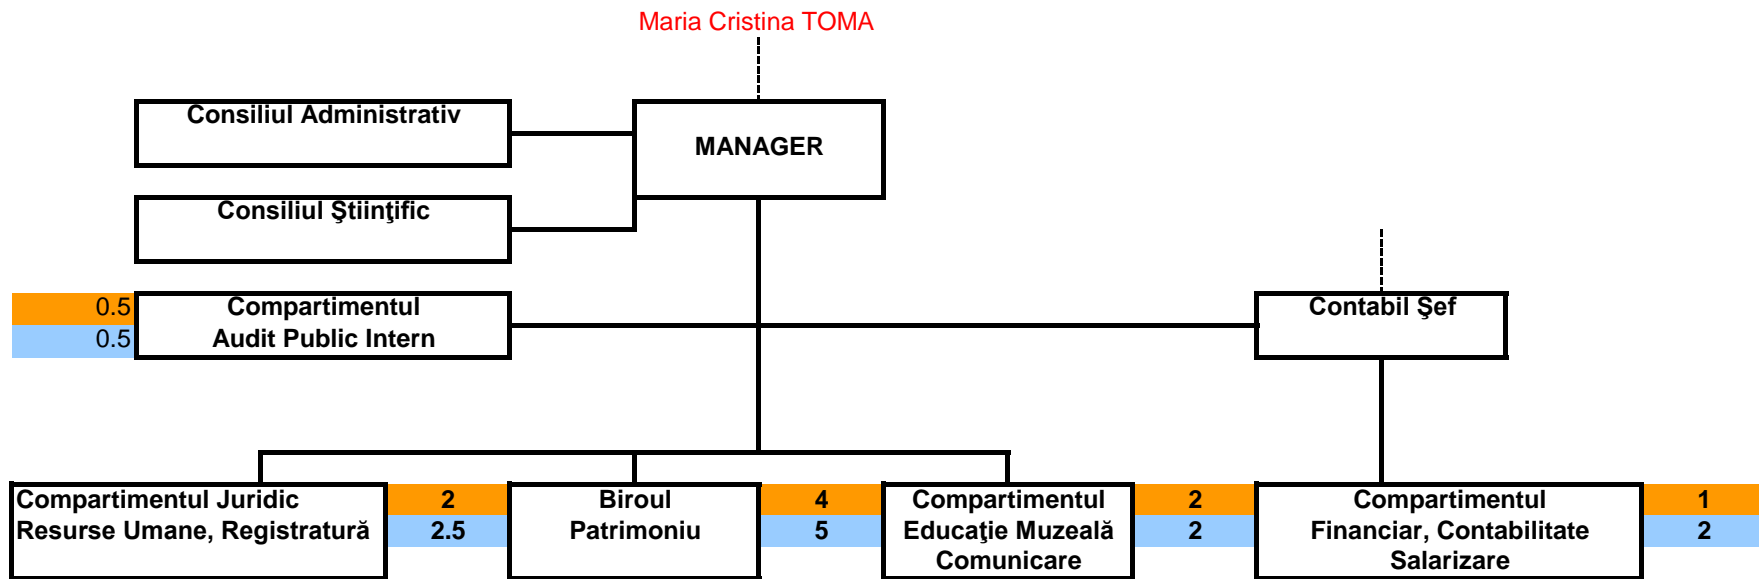 Maria Cristina TOMA
Consiliul Administrativ
MANAGER
Consiliul Ştiinţific
0.5
0.5
Compartimentul
Audit Public Intern
Contabil Şef
Compartimentul Juridic
Resurse Umane, Registratură
2
2.5
Biroul
Patrimoniu
4
5
Compartimentul
Educaţie Muzeală
Comunicare
2
2
Compartimentul
Financiar, Contabilitate
Salarizare
1
2